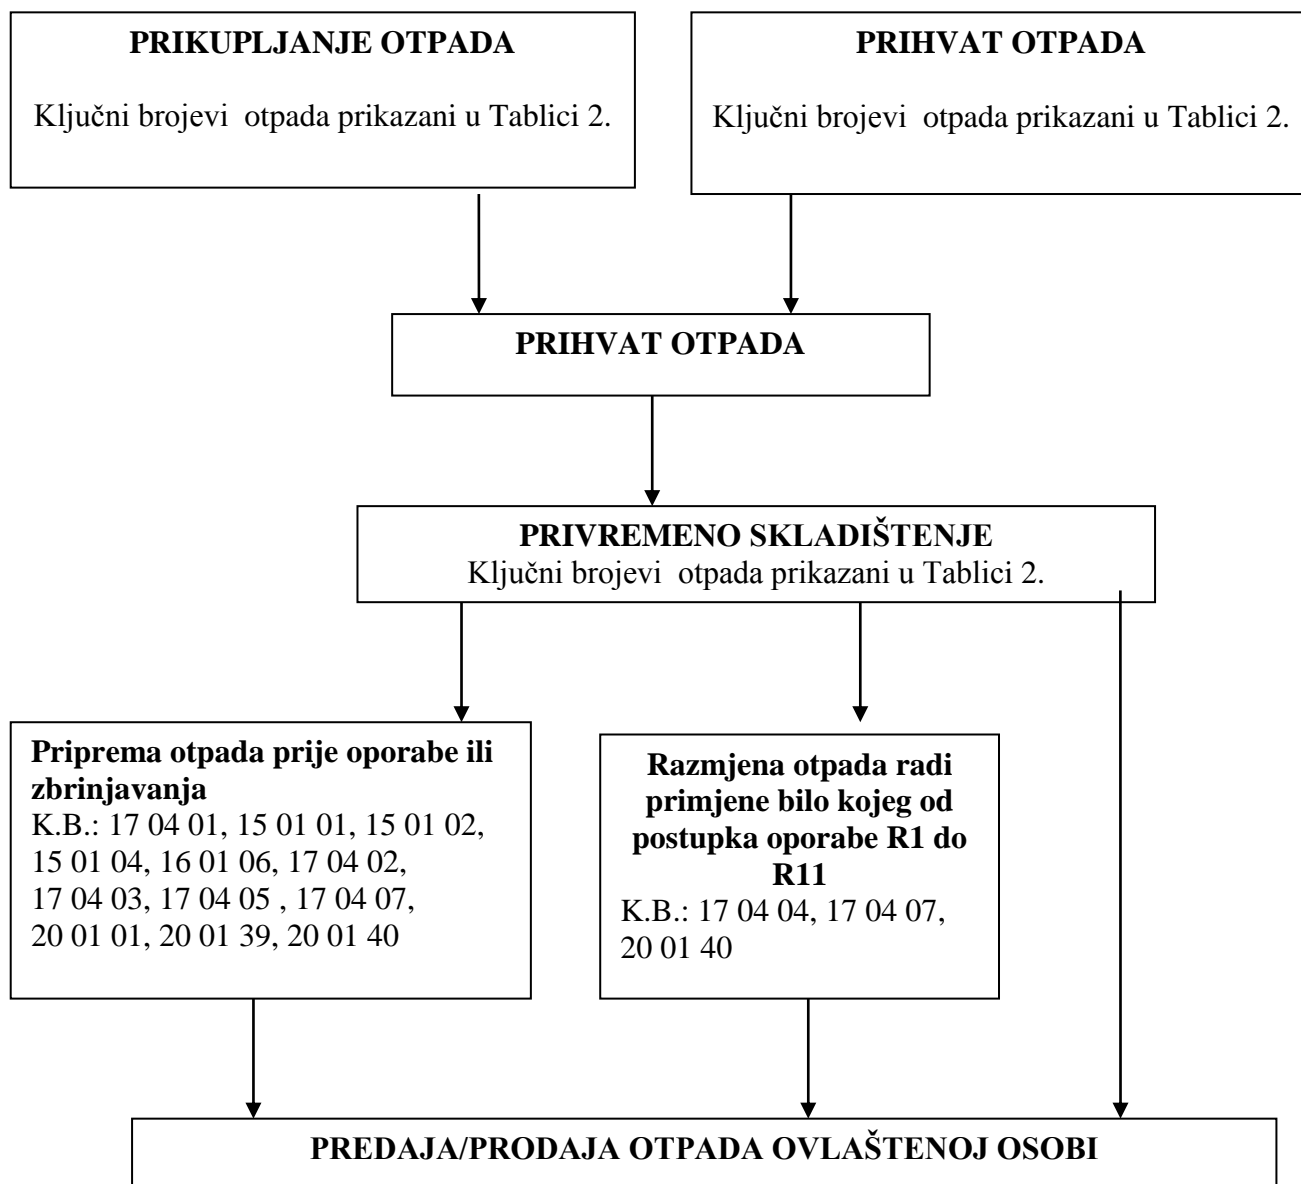 PRIKUPLJANJE OTPADA
Ključni brojevi  otpada prikazani u Tablici 2.
PRIHVAT OTPADA
Ključni brojevi  otpada prikazani u Tablici 2.
PRIHVAT OTPADA
PRIVREMENO SKLADIŠTENJE
Ključni brojevi  otpada prikazani u Tablici 2.
Priprema otpada prije oporabe ili
zbrinjavanja
K.B.: 17 04 01, 15 01 01, 15 01 02,
15 01 04, 16 01 06, 17 04 02,
17 04 03, 17 04 05 , 17 04 07,
20 01 01, 20 01 39, 20 01 40
Razmjena otpada radi
primjene bilo kojeg od
postupka oporabe R1 do
R11
K.B.: 17 04 04, 17 04 07,
20 01 40
PREDAJA/PRODAJA OTPADA OVLAŠTENOJ OSOBI